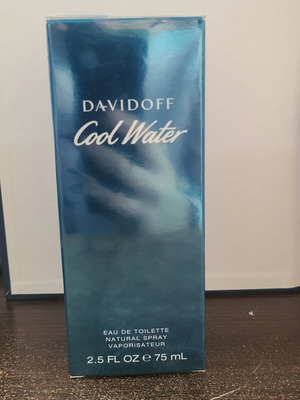 DAVIDOFF
Cool Water
EAU DE TOILETTE
NATURAL SPRAY
VAPORISATEUR
2.5 FL OZ ℮ 75 mL